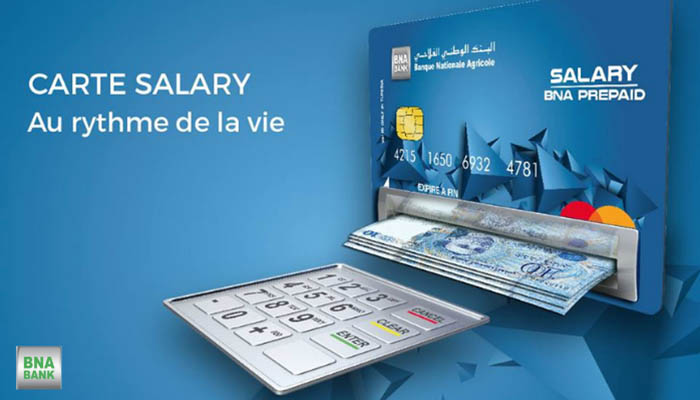 CARTE SALARY
Au rythme de la vie
BNA
BANK
البنك الوطني الفلاحي
Banque Nationale Agricole
SALARY
BNA PREPAID
4215 1650 6932 4781
EXPIRE A FIN
10
10
1 2 3
4 5 6
7 8 9
. 0 +
CANCEL
CLEAR
ENTER
BNA
BANK